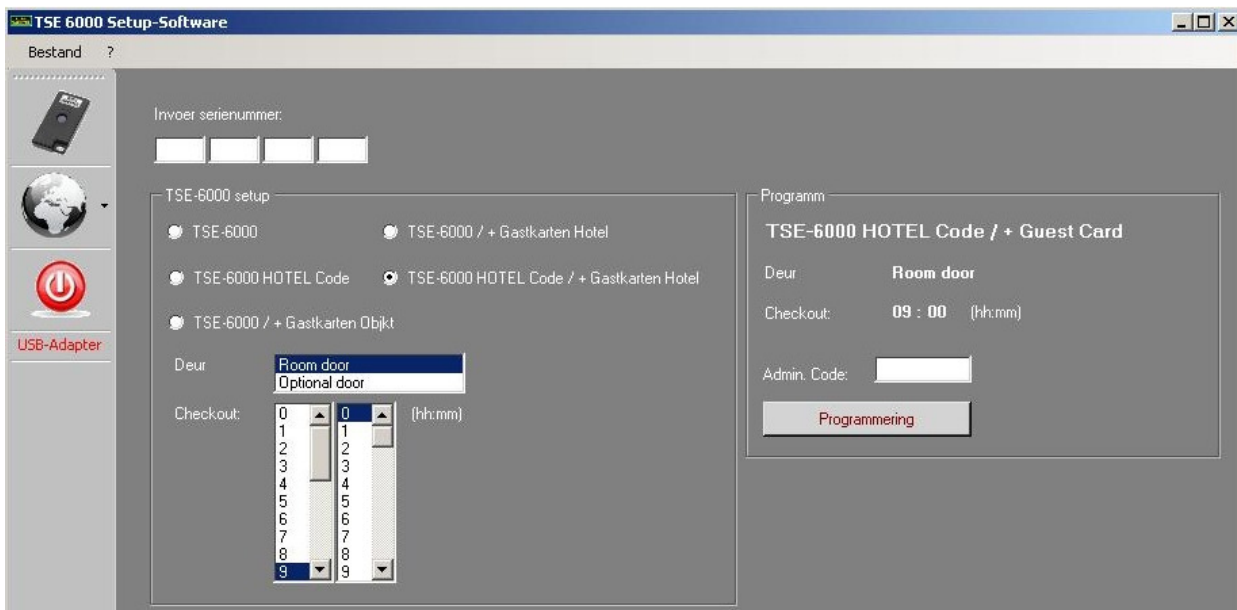 TSE 6000 Setup-Software
Bestand ?
Invoer serienummer:
TSE-6000 setup
TSE-6000
TSE-6000 / + Gastkarten Hotel
TSE-6000 HOTEL Code
TSE-6000 HOTEL Code / + Gastkarten Hotel
TSE-6000 / + Gastkarten Objkt
USB-Adapter
Deur
Room door
Optional door
Checkout:
0 0 (hh:mm)
1 1
2 2
3 3
4 4
5 5
6 6
7 7
8 8
9 9
Programm
TSE-6000 HOTEL Code / + Guest Card
Deur Room door
Checkout: 09 : 00 (hh:mm)
Admin. Code:
Programmering